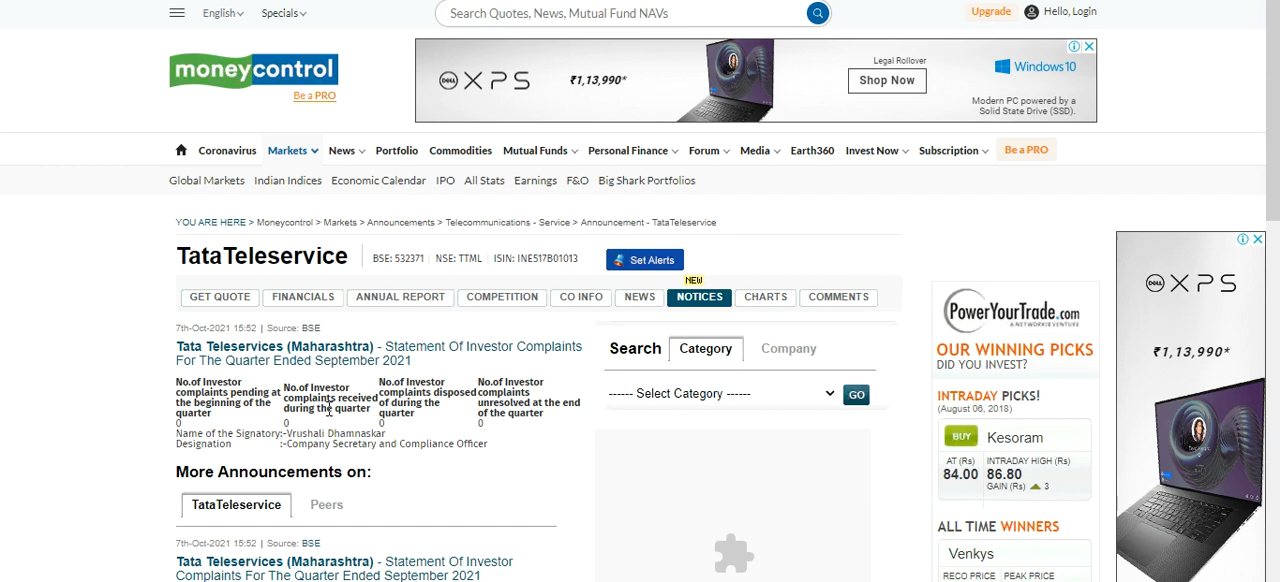 English
Specials
Search Quotes, News, Mutual Fund NAVs
Upgrade
Hello, Login
moneycontrol
Be a PRO
DELL XPS
₹1,13,990*
Legal Rollover
Shop Now
Windows10
Modern PC powered by a
Solid State Drive (SSD).
Coronavirus Markets News Portfolio Commodities Mutual Funds Personal Finance Forum Media Earth360 Invest Now Subscription Be a PRO
Global Markets Indian Indices Economic Calendar IPO All Stats Earnings F&O Big Shark Portfolios
YOU ARE HERE > Moneycontrol > Markets > Announcements > Telecommunications - Service > Announcement - TataTeleservice
TataTeleservice
BSE: 532371 NSE: TTML ISIN: INE517B01013
Set Alerts
NEW
GET QUOTE FINANCIALS ANNUAL REPORT COMPETITION CO INFO NEWS NOTICES CHARTS COMMENTS
7th-Oct-2021 15:52 | Source: BSE
Tata Teleservices (Maharashtra) - Statement Of Investor Complaints
For The Quarter Ended September 2021
No.of Investor
complaints pending at
the beginning of the
quarter
0
No.of Investor
complaints received
during the quarter
0
No.of Investor
complaints disposed
of during the
quarter
0
No.of Investor
complaints
unresolved at the end
of the quarter
0
Name of the Signatory:-Vrushali Dhamnaskar
Designation :-Company Secretary and Compliance Officer
More Announcements on:
TataTeleservice Peers
7th-Oct-2021 15:52 | Source: BSE
Tata Teleservices (Maharashtra) - Statement Of Investor
Complaints For The Quarter Ended September 2021
Search Category Company
------ Select Category ------
GO
PowerYourTrade.com
A NETWORK18 VENTURE
OUR WINNING PICKS
DID YOU INVEST?
INTRADAY PICKS!
(August 06, 2018)
BUY Kesoram
AT (Rs) INTRADAY HIGH (Rs)
84.00 86.80
GAIN (Rs) 3
ALL TIME WINNERS
Venkys
RECO PRICE PEAK PRICE
DELL XPS
₹1,13,990*